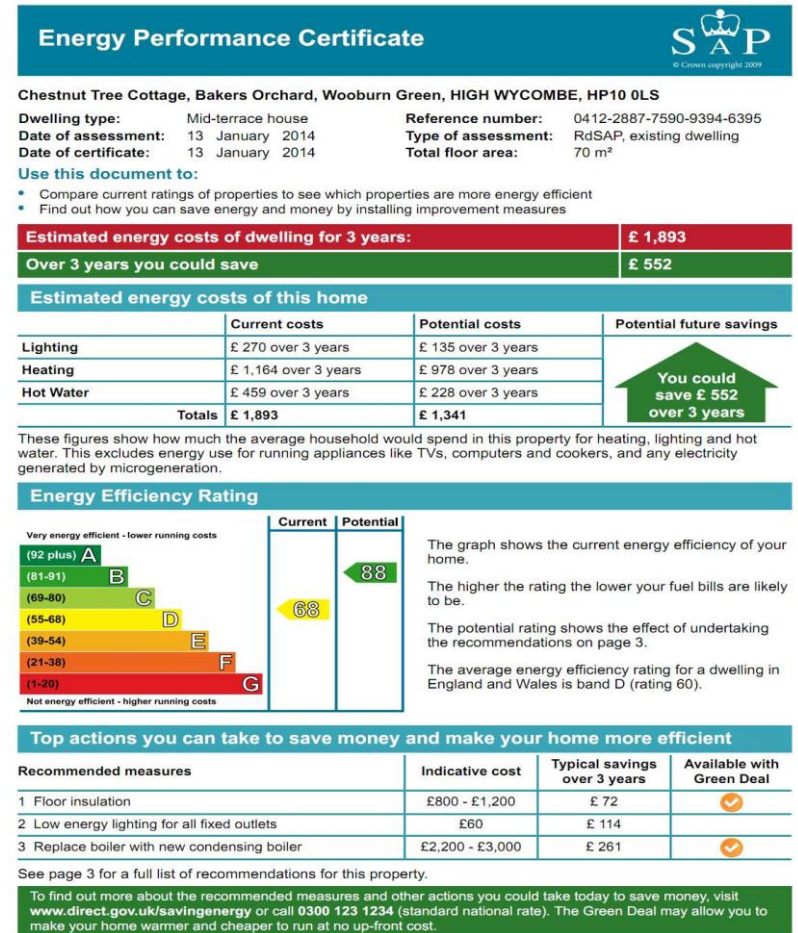 Energy Performance Certificate
SAP
© Crown copyright 2009
Chestnut Tree Cottage, Bakers Orchard, Wooburn Green, HIGH WYCOMBE, HP10 0LS
Dwelling type: Mid-terrace house Reference number: 0412-2887-7590-9394-6395
Date of assessment: 13 January 2014 Type of assessment: RdSAP, existing dwelling
Date of certificate: 13 January 2014 Total floor area: 70 m²
Use this document to:
• Compare current ratings of properties to see which properties are more energy efficient
• Find out how you can save energy and money by installing improvement measures
Estimated energy costs of dwelling for 3 years: £ 1,893
Over 3 years you could save £ 552
Estimated energy costs of this home
Current costs Potential costs Potential future savings
Lighting £ 270 over 3 years £ 135 over 3 years
Heating £ 1,164 over 3 years £ 978 over 3 years
Hot Water £ 459 over 3 years £ 228 over 3 years
Totals £ 1,893 £ 1,341
You could
save £ 552
over 3 years
These figures show how much the average household would spend in this property for heating, lighting and hot
water. This excludes energy use for running appliances like TVs, computers and cookers, and any electricity
generated by microgeneration.
Energy Efficiency Rating
Current Potential
Very energy efficient - lower running costs
(92 plus) A
(81-91) B
(69-80) C
(55-68) D
(39-54) E
(21-38) F
(1-20) G
Not energy efficient - higher running costs
68
88
The graph shows the current energy efficiency of your
home.
The higher the rating the lower your fuel bills are likely
to be.
The potential rating shows the effect of undertaking
the recommendations on page 3.
The average energy efficiency rating for a dwelling in
England and Wales is band D (rating 60).
Top actions you can take to save money and make your home more efficient
Recommended measures Indicative cost Typical savings over 3 years Available with Green Deal
1 Floor insulation £800 - £1,200 £ 72
2 Low energy lighting for all fixed outlets £60 £ 114
3 Replace boiler with new condensing boiler £2,200 - £3,000 £ 261
See page 3 for a full list of recommendations for this property.
To find out more about the recommended measures and other actions you could take today to save money, visit
www.direct.gov.uk/savingenergy or call 0300 123 1234 (standard national rate). The Green Deal may allow you to
make your home warmer and cheaper to run at no up-front cost.